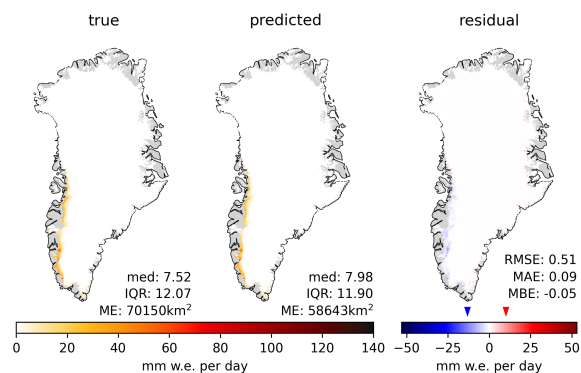 true
predicted
residual
med: 7.52
IQR: 12.07
ME: 70150km²
med: 7.98
IQR: 11.90
ME: 58643km²
RMSE: 0.51
MAE: 0.09
MBE: -0.05
0 20 40 60 80 100 120 140
mm w.e. per day
−50 −25 0 25 50
mm w.e. per day